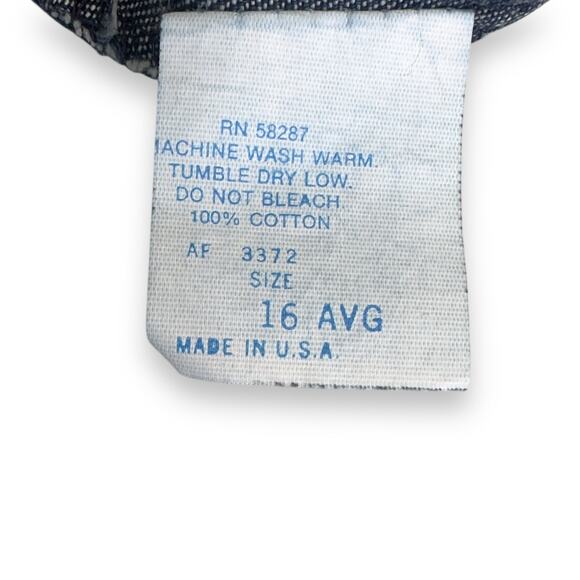 RN 58287
MACHINE WASH WARM.
TUMBLE DRY LOW.
DO NOT BLEACH
100% COTTON
AF 3372
SIZE
16 AVG
MADE IN U.S.A.